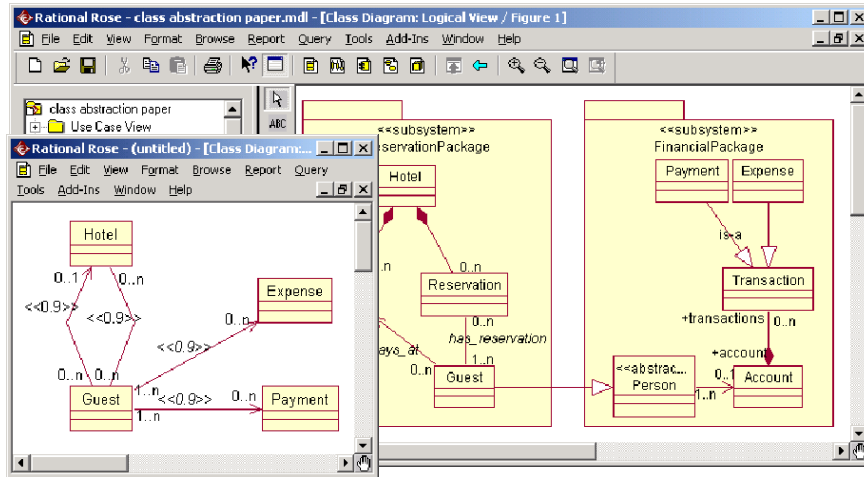 Rational Rose - class abstraction paper.mdl - [Class Diagram: Logical View / Figure 1]
File Edit View Format Browse Report Query Tools Add-Ins Window Help
ABC
class abstraction paper
Use Case View
<<subsystem>>
eservationPackage
Hotel
.n
0..n
Reservation
0..n
has_reservation
ays_at
1..n
0..n
Guest
<<subsystem>>
FinancialPackage
Payment
Expense
is-a
Transaction
+transactions
0..n
+account
<<abstrac...
Person
0..1
1..n
Account
Rational Rose - (untitled) - [Class Diagram:...
File Edit View Format Browse Report Query
Tools Add-Ins Window Help
Hotel
0..1
0..n
<<0.9>>
<<0.9>>
Expense
0..n
<<0.9>>
0..n
0..n
1..n
<<0.9>>
0..n
Guest
1..n
Payment